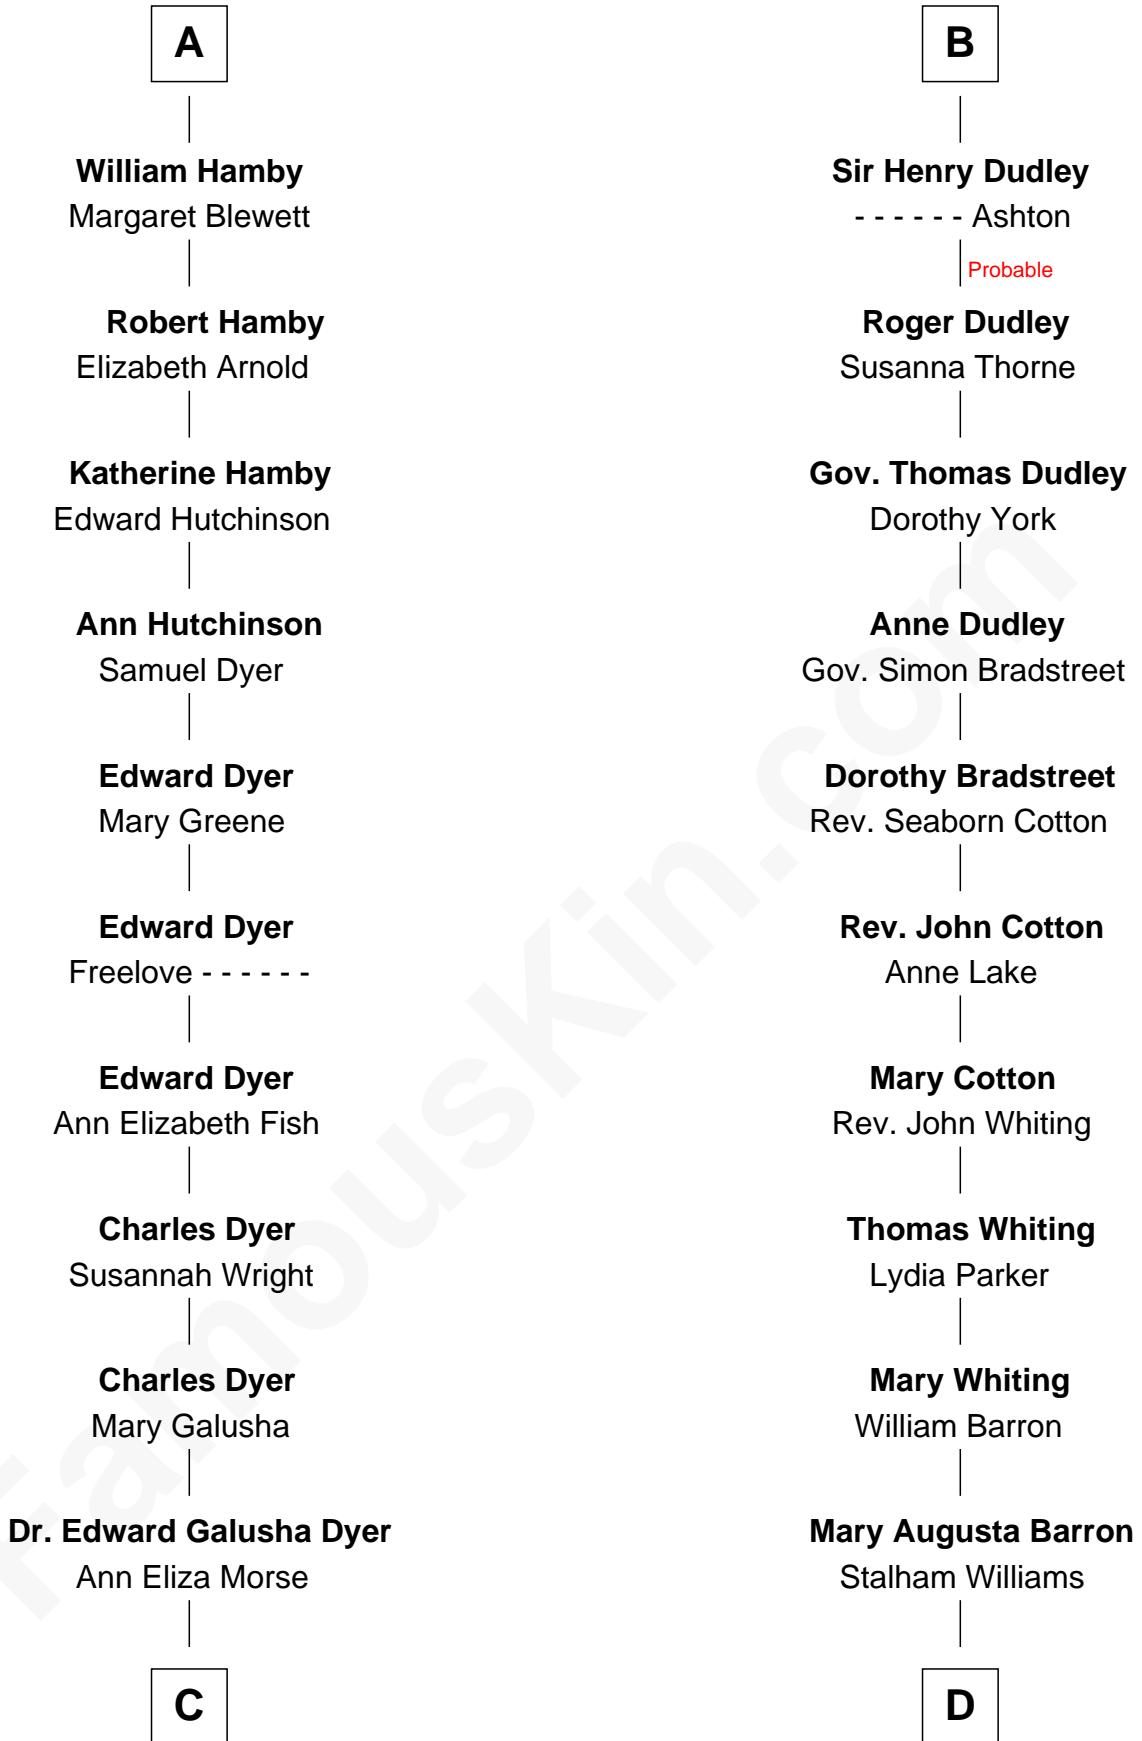 A
William Hamby
Margaret Blewett
Robert Hamby
Elizabeth Arnold
Katherine Hamby
Edward Hutchinson
Ann Hutchinson
Samuel Dyer
Edward Dyer
Mary Greene
Edward Dyer
Freelove - - - - - -
Edward Dyer
Ann Elizabeth Fish
Charles Dyer
Susannah Wright
Charles Dyer
Mary Galusha
Dr. Edward Galusha Dyer
Ann Eliza Morse
C
B
Sir Henry Dudley
- - - - - - Ashton
Probable
Roger Dudley
Susanna Thorne
Gov. Thomas Dudley
Dorothy York
Anne Dudley
Gov. Simon Bradstreet
Dorothy Bradstreet
Rev. Seaborn Cotton
Rev. John Cotton
Anne Lake
Mary Cotton
Rev. John Whiting
Thomas Whiting
Lydia Parker
Mary Whiting
William Barron
Mary Augusta Barron
Stalham Williams
D
FamousKin.com